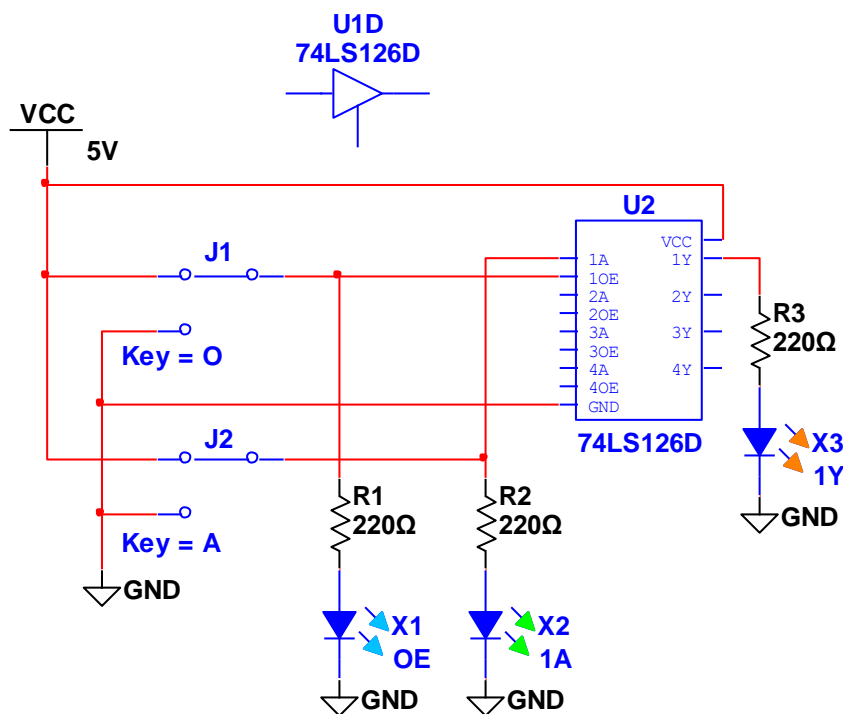 U1D
74LS126D
VCC
5V
U2
VCC
1A
1Y
1OE
2A
2Y
2OE
3A
3Y
3OE
4A
4Y
4OE
GND
74LS126D
J1
Key = O
J2
Key = A
GND
R1
220Ω
X1
OE
GND
R2
220Ω
X2
1A
GND
R3
220Ω
X3
1Y
GND